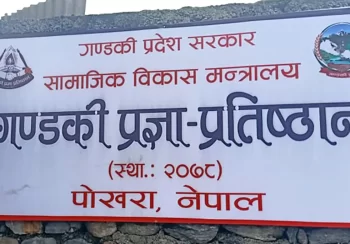 गण्डकी प्रदेश सरकार
सामाजिक विकास मन्त्रालय
गण्डकी प्रज्ञा-प्रतिष्ठान
(स्था.: २०७८)
पोखरा, नेपाल